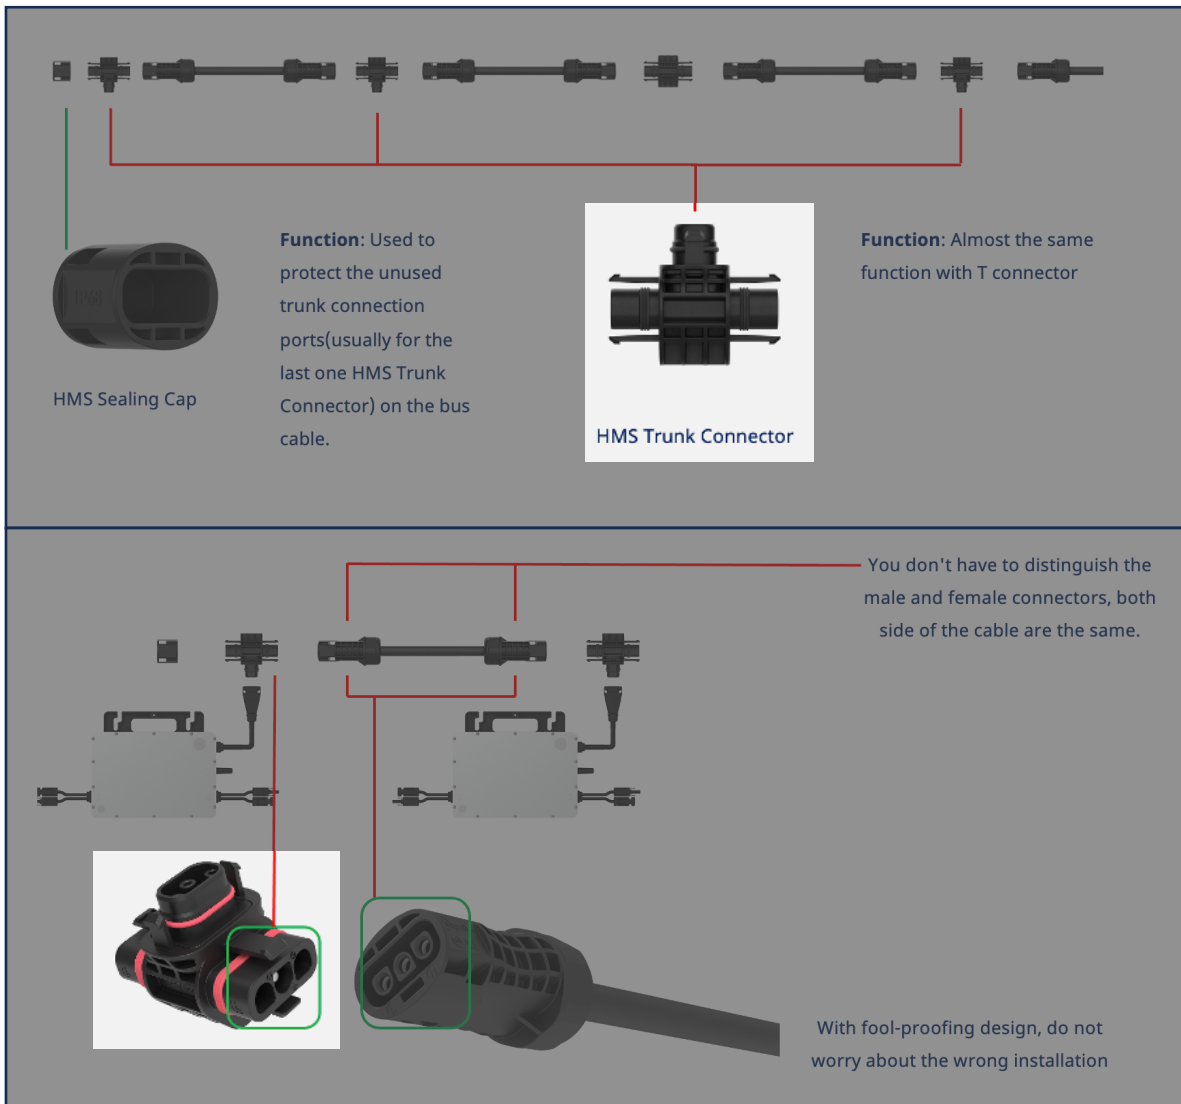 IP68
HMS Sealing Cap
Function: Used to
protect the unused
trunk connection
ports(usually for the
last one HMS Trunk
Connector) on the bus
cable.
HMS Trunk Connector
Function: Almost the same
function with T connector
You don't have to distinguish the
male and female connectors, both
side of the cable are the same.
With fool-proofing design, do not
worry about the wrong installation